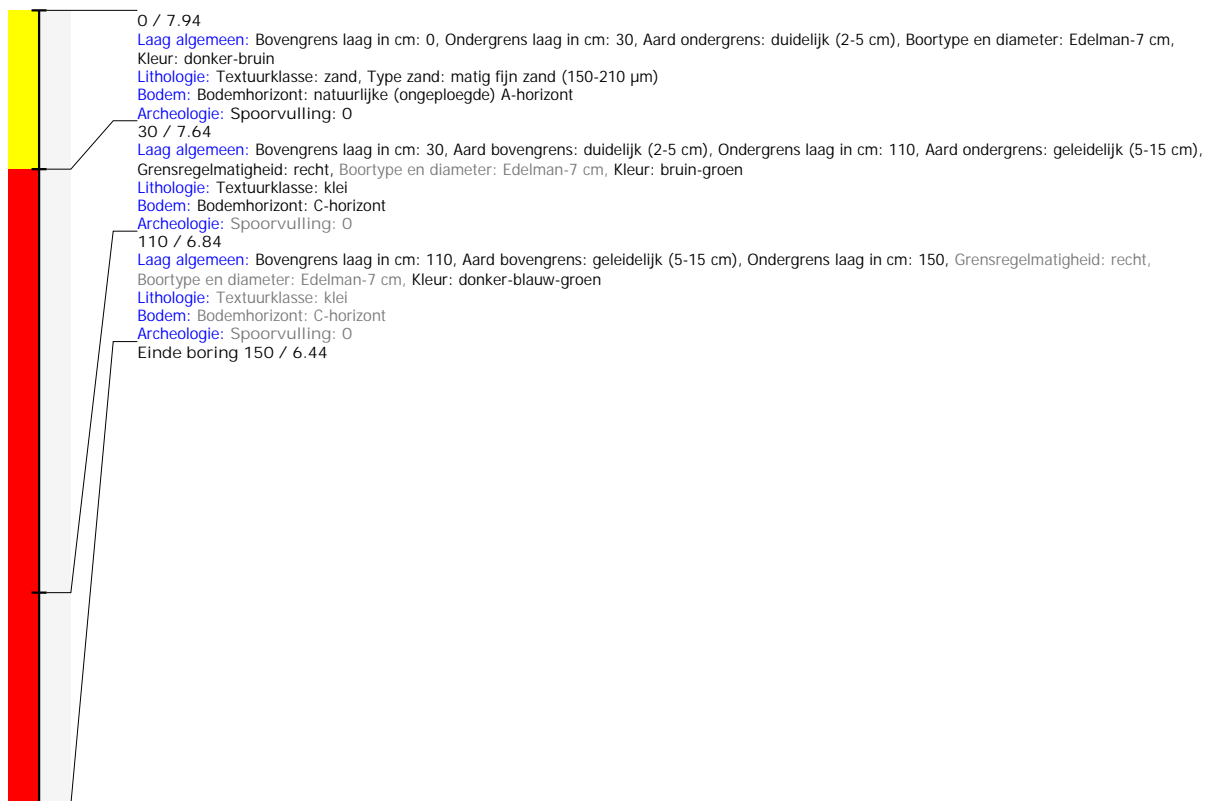 0 / 7.94
Laag algemeen: Bovengrens laag in cm: 0, Ondergrens laag in cm: 30, Aard ondergrens: duidelijk (2-5 cm), Boortype en diameter: Edelman-7 cm,
Kleur: donker-bruin
Lithologie: Textuurklasse: zand, Type zand: matig fijn zand (150-210 µm)
Bodem: Bodemhorizont: natuurlijke (ongeploegde) A-horizont
Archeologie: Spoorvulling: 0
30 / 7.64
Laag algemeen: Bovengrens laag in cm: 30, Aard bovengrens: duidelijk (2-5 cm), Ondergrens laag in cm: 110, Aard ondergrens: geleidelijk (5-15 cm),
Grensregelmatigheid: recht, Boortype en diameter: Edelman-7 cm, Kleur: bruin-groen
Lithologie: Textuurklasse: klei
Bodem: Bodemhorizont: C-horizont
Archeologie: Spoorvulling: 0
110 / 6.84
Laag algemeen: Bovengrens laag in cm: 110, Aard bovengrens: geleidelijk (5-15 cm), Ondergrens laag in cm: 150, Grensregelmatigheid: recht,
Boortype en diameter: Edelman-7 cm, Kleur: donker-blauw-groen
Lithologie: Textuurklasse: klei
Bodem: Bodemhorizont: C-horizont
Archeologie: Spoorvulling: 0
Einde boring 150 / 6.44